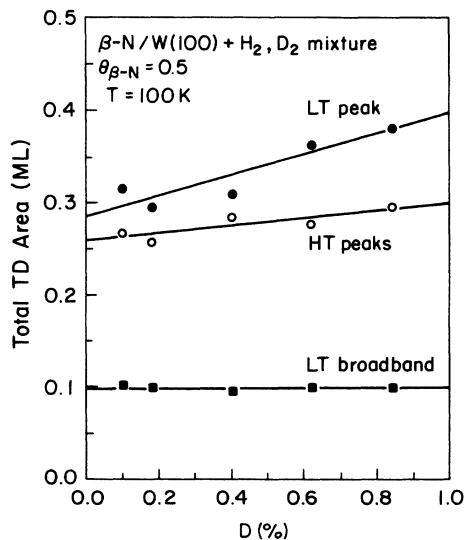 0.5
β-N/W(100) + H₂, D₂ mixture
θβ-N = 0.5
T = 100 K
LT peak
0.4
0.3
HT peaks
0.2
LT broadband
0.1
0.0
0.0 0.2 0.4 0.6 0.8 1.0
D (%)
Total TD Area (ML)